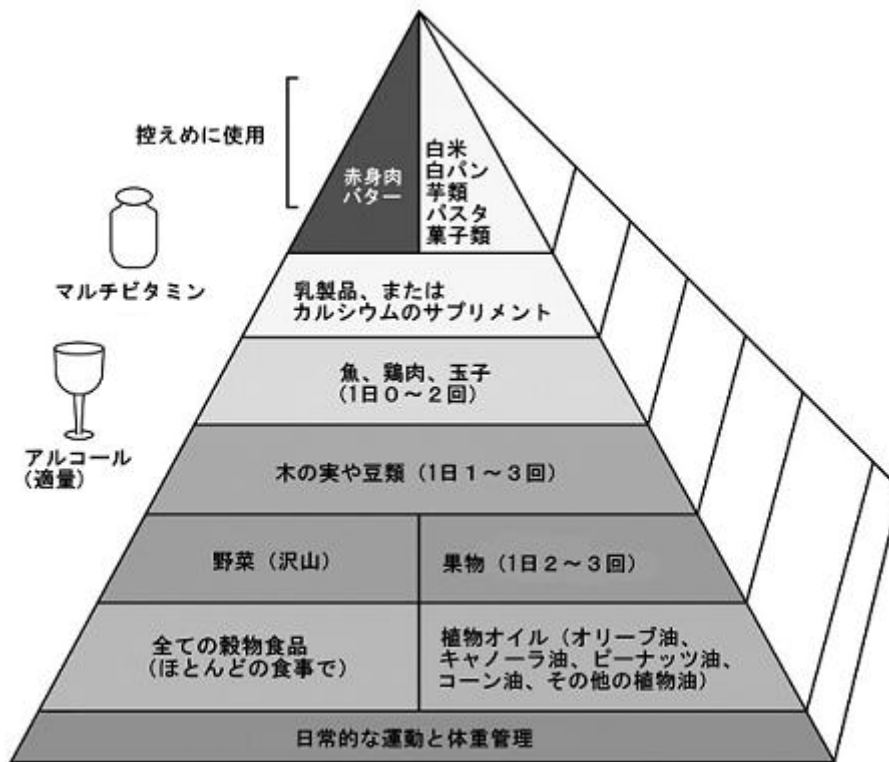 控えめに使用
赤身肉
バター
白米
白パン
芋類
パスタ
菓子類
マルチビタミン
乳製品、または
カルシウムのサプリメント
魚、鶏肉、玉子
(1日0〜2回)
アルコール
(適量)
木の実や豆類(1日1〜3回)
野菜(沢山)
果物(1日2〜3回)
全ての穀物食品
(ほとんどの食事で)
植物オイル(オリーブ油、
キャノーラ油、ピーナッツ油、
コーン油、その他の植物油)
日常的な運動と体重管理